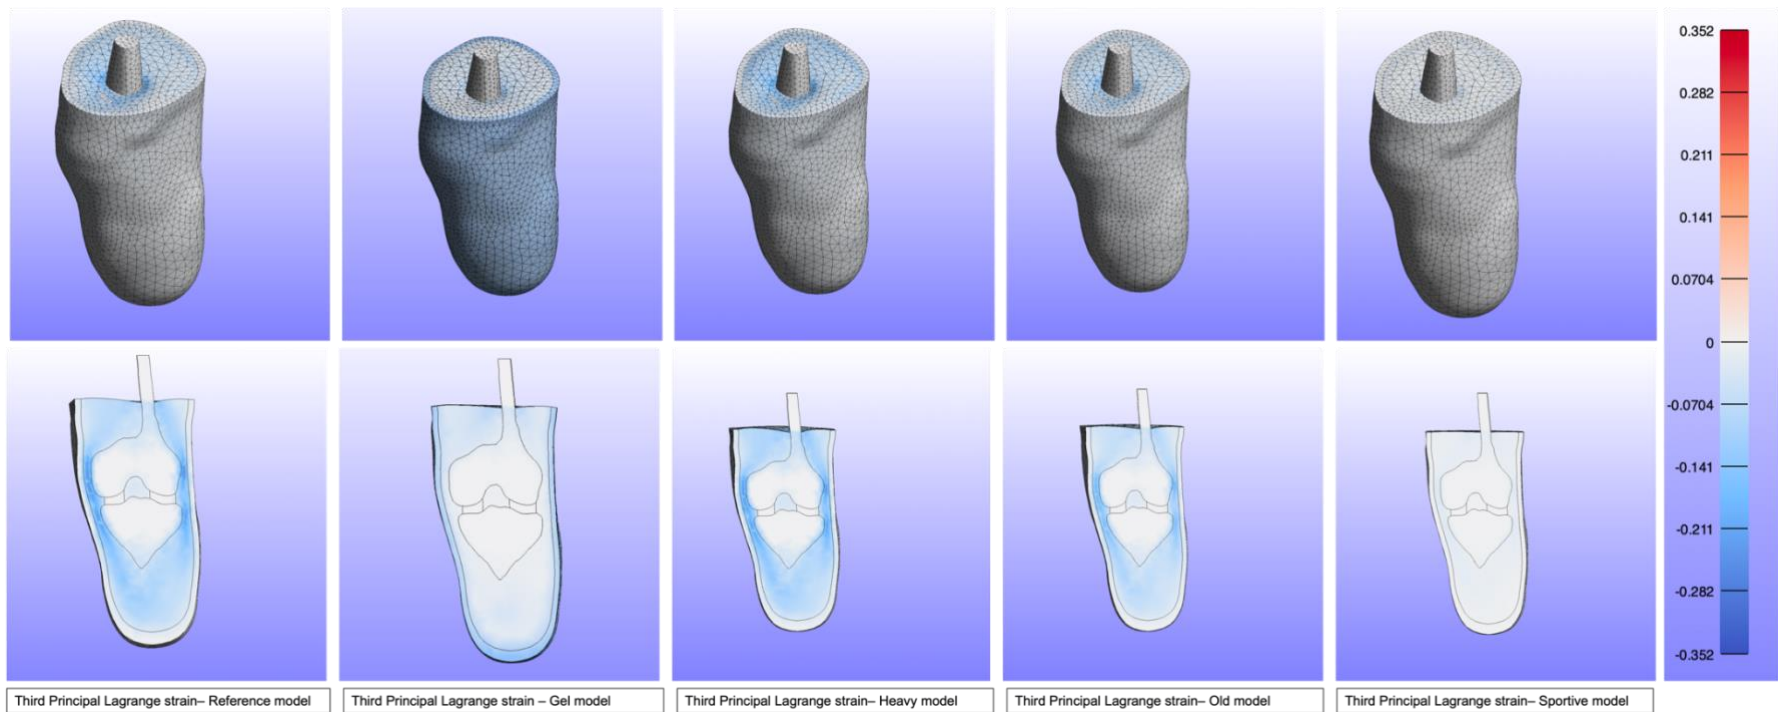 0.352
0.282
0.211
0.141
0.0704
0
-0.0704
-0.141
-0.211
-0.282
-0.352
Third Principal Lagrange strain– Reference model
Third Principal Lagrange strain – Gel model
Third Principal Lagrange strain– Heavy model
Third Principal Lagrange strain– Old model
Third Principal Lagrange strain– Sportive model